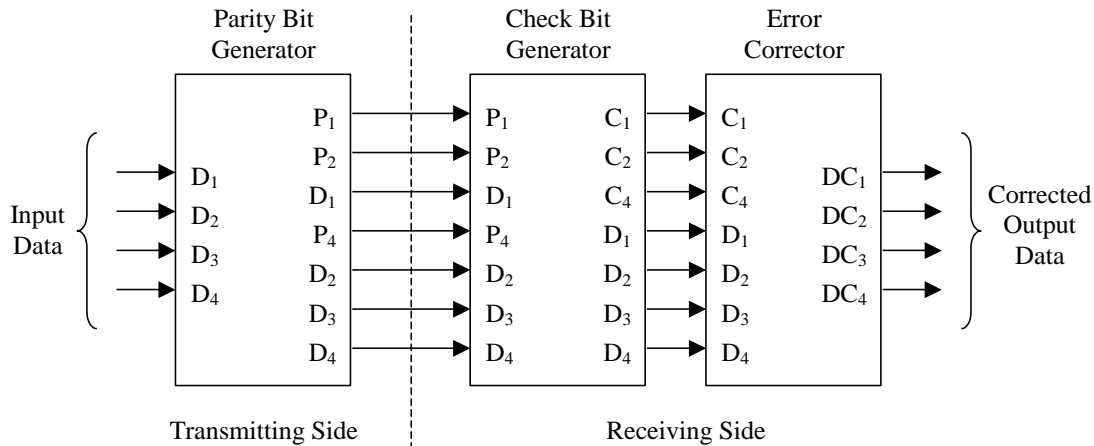 Parity Bit
Generator
Check Bit
Generator
Error
Corrector
Input
Data
D₁
D₂
D₃
D₄
P₁
P₂
D₁
P₄
D₂
D₃
D₄
P₁
P₂
D₁
P₄
D₂
D₃
D₄
C₁
C₂
C₄
D₁
D₂
D₃
D₄
C₁
C₂
C₄
D₁
D₂
D₃
D₄
DC₁
DC₂
DC₃
DC₄
Corrected
Output
Data
Transmitting Side
Receiving Side